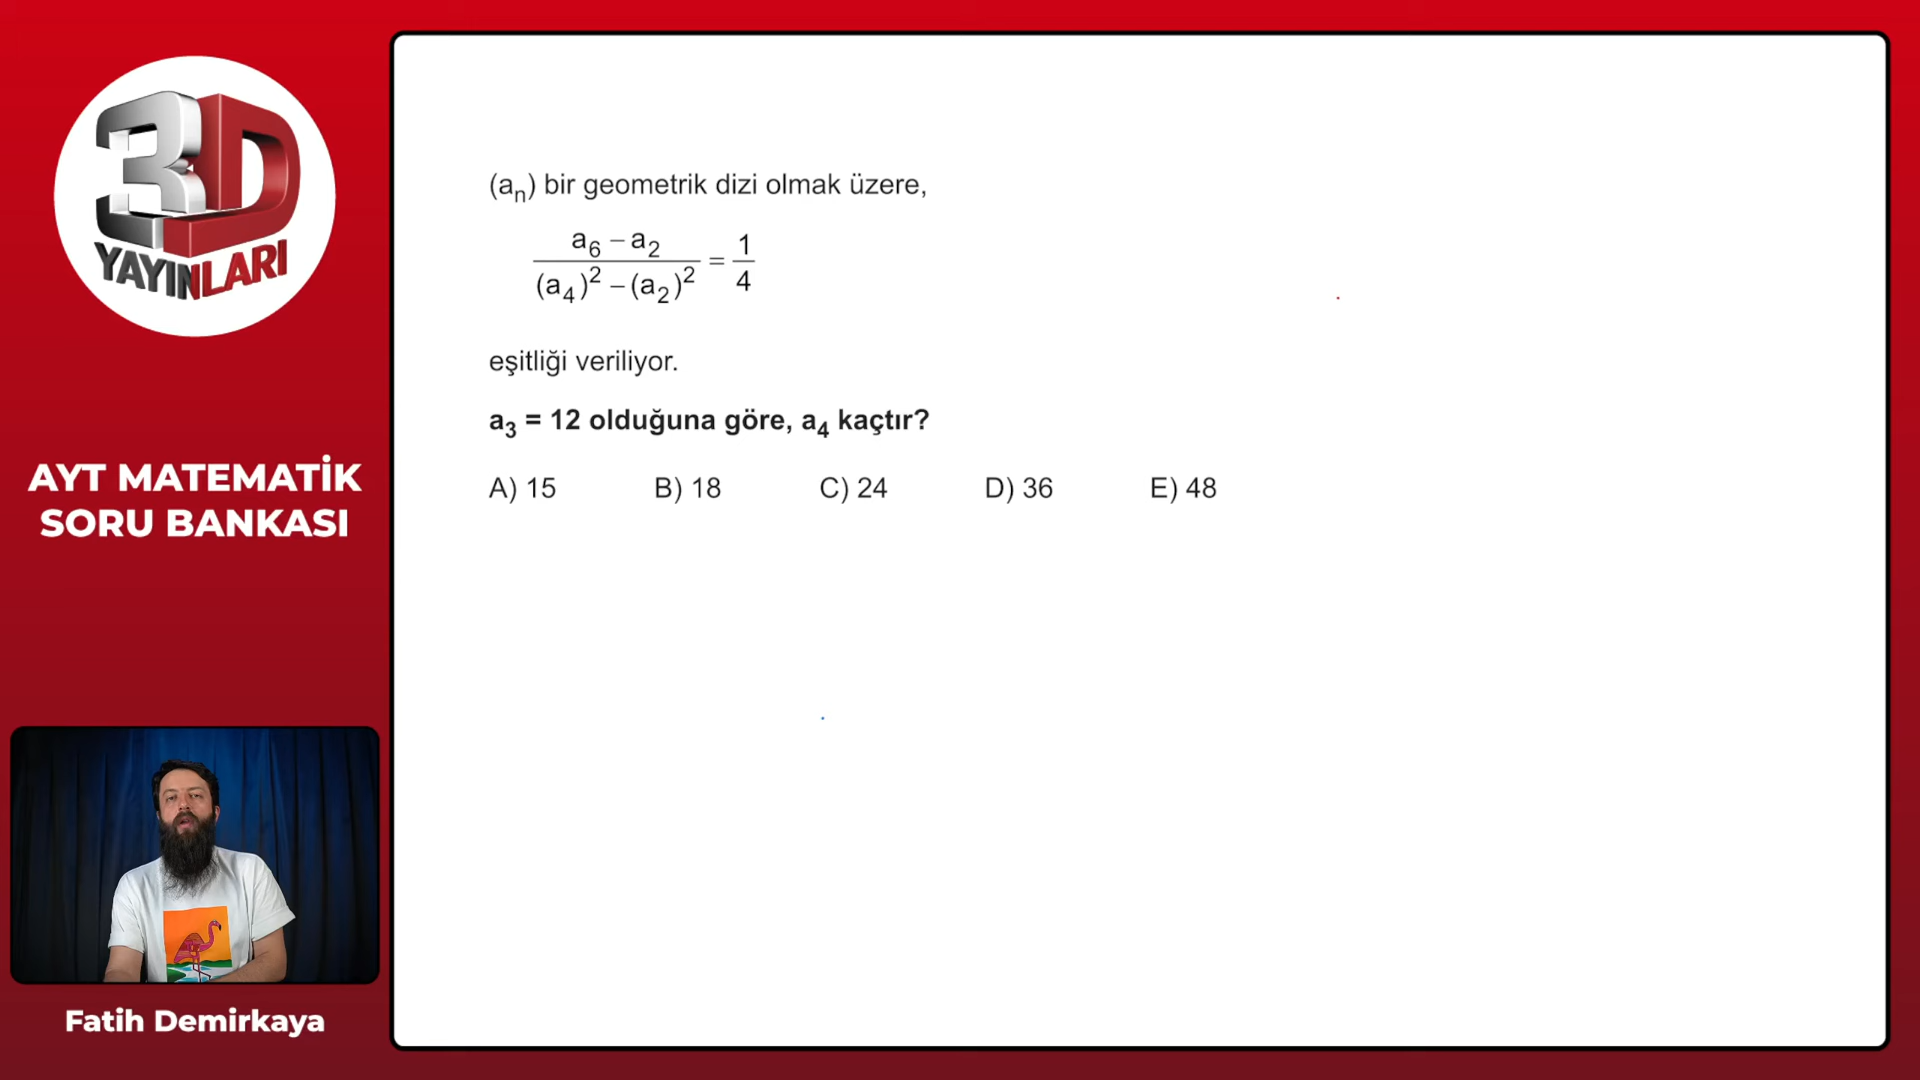 3D
YAYINLARI
AYT MATEMATİK
SORU BANKASI
Fatih Demirkaya
(aₙ) bir geometrik dizi olmak üzere,
a₆ – a₂
(a₄)² – (a₂)²
= 1/4
eşitliği veriliyor.
a₃ = 12 olduğuna göre, a₄ kaçtır?
A) 15 B) 18 C) 24 D) 36 E) 48